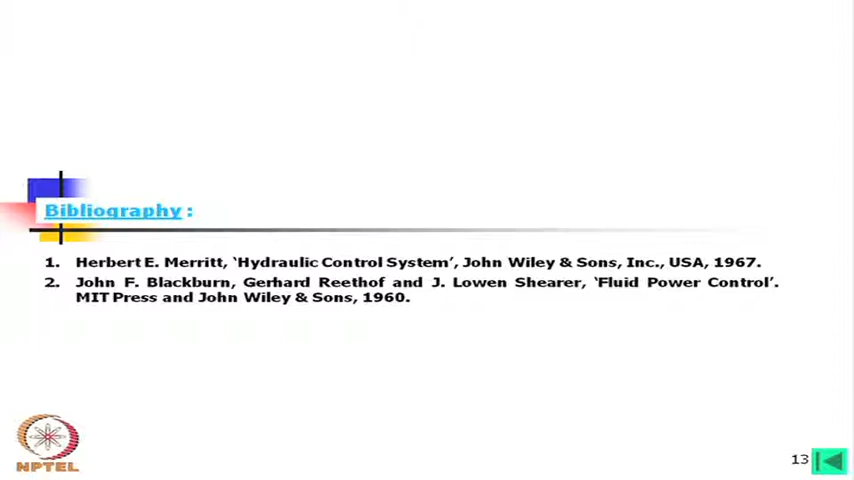 Bibliography :
1. Herbert E. Merritt, ‘Hydraulic Control System’, John Wiley & Sons, Inc., USA, 1967.
2. John F. Blackburn, Gerhard Reethof and J. Lowen Shearer, ‘Fluid Power Control’.
MIT Press and John Wiley & Sons, 1960.
NPTEL
13